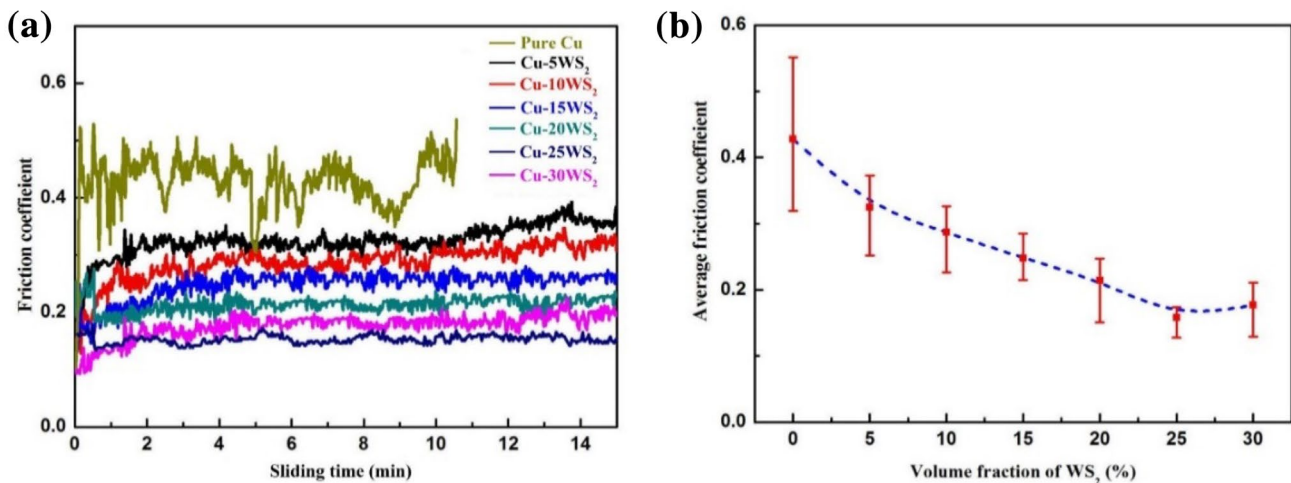 (a)
Friction coeffieient
0.6
0.4
0.2
0.0
Pure Cu
Cu-5WS₂
Cu-10WS₂
Cu-15WS₂
Cu-20WS₂
Cu-25WS₂
Cu-30WS₂
0 2 4 6 8 10 12 14
Sliding time (min)
(b)
Average friction coeffieient
0.6
0.4
0.2
0.0
0 5 10 15 20 25 30
Volume fraction of WS₂ (%)